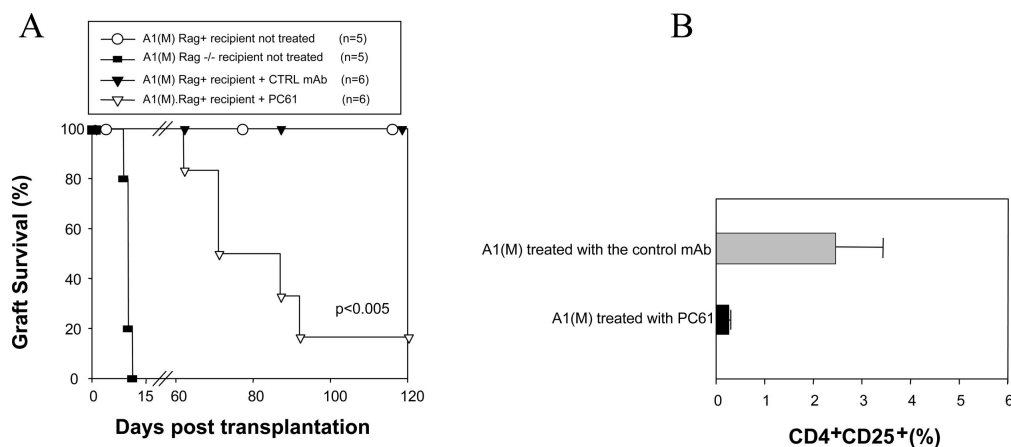 A
A1(M) Rag+ recipient not treated (n=5)
A1(M) Rag -/- recipient not treated (n=5)
A1(M) Rag+ recipient + CTRL mAb (n=6)
A1(M).Rag+ recipient + PC61 (n=6)
Graft Survival (%)
100
80
60
40
20
0
p<0.005
0 15 60 80 100 120
Days post transplantation
B
A1(M) treated with the control mAb
A1(M) treated with PC61
0 1 2 3 4 5 6
CD4+CD25+(%)